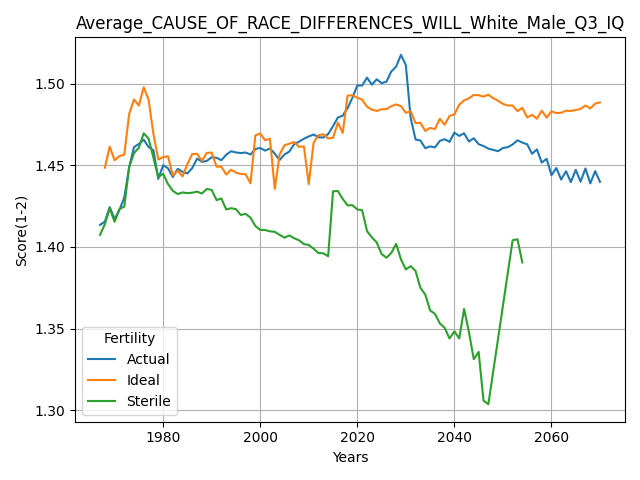 Average_CAUSE_OF_RACE_DIFFERENCES_WILL_White_Male_Q3_IQ
1.50
1.45
1.40
1.35
1.30
Score(1-2)
Fertility
Actual
Ideal
Sterile
1980
2000
2020
2040
2060
Years